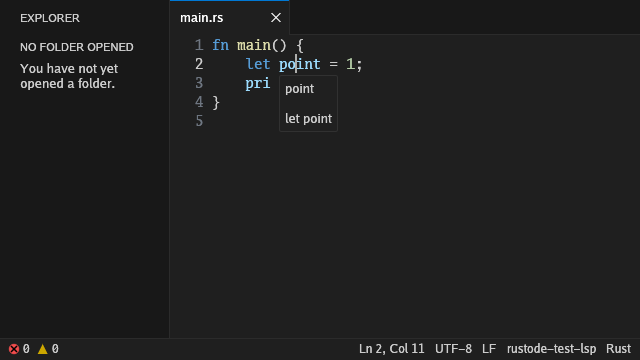 EXPLORER
NO FOLDER OPENED
You have not yet
opened a folder.
main.rs
1 fn main() {
2 let point = 1;
3 pri
4 }
5
point
let point
0 0
Ln 2, Col 11 UTF-8 LF rustode-test-lsp Rust